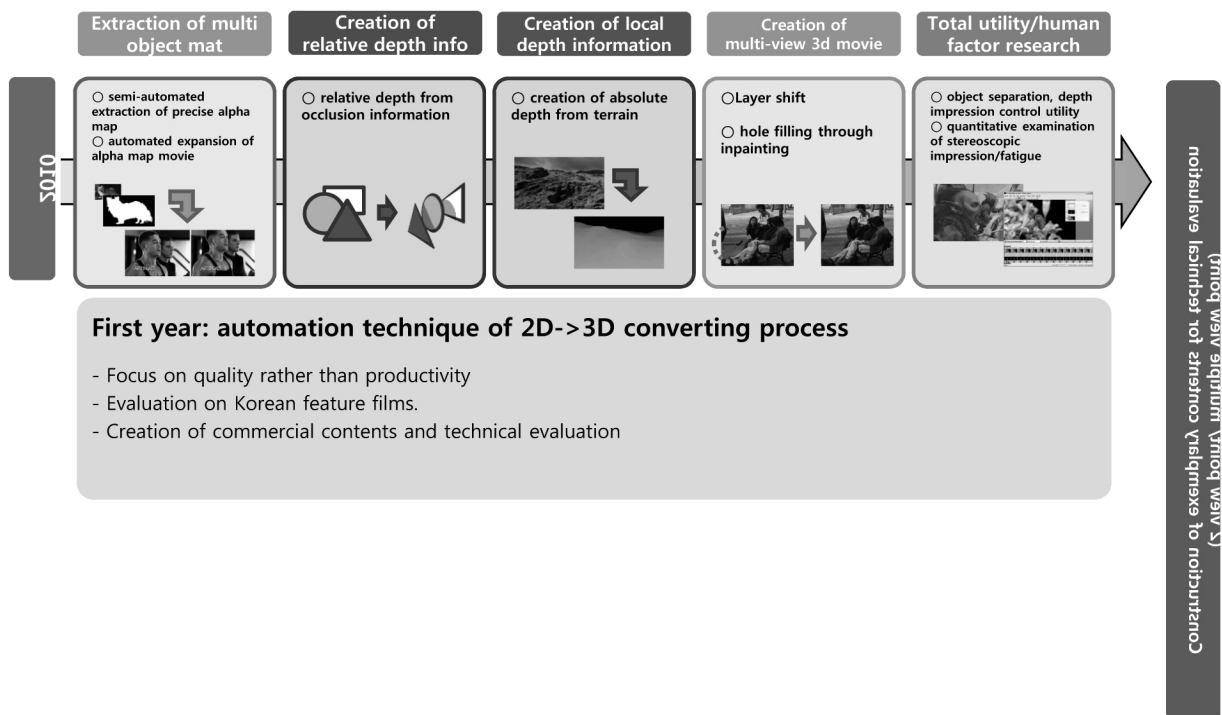 Extraction of multi
object mat
Creation of
relative depth info
Creation of local
depth information
Creation of
multi-view 3d movie
Total utility/human
factor research
2010
○ semi-automated
extraction of precise alpha
map
○ automated expansion of
alpha map movie
○ relative depth from
occlusion information
○ creation of absolute
depth from terrain
○Layer shift
○ hole filling through
inpainting
○ object separation, depth
impression control utility
○ quantitative examination
of stereoscopic
impression/fatigue
First year: automation technique of 2D->3D converting process
- Focus on quality rather than productivity
- Evaluation on Korean feature films.
- Creation of commercial contents and technical evaluation
Construction of exemplary contents for technical evaluation
(2 view point/ multiple view point)